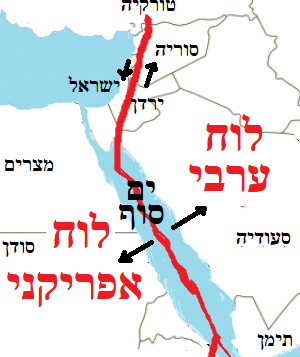 טורקיה
סוריה
ישראל
ירדן
לוח
ערבי
מצרים
ים
סוף
לוח
אפריקני
סעודיה
סודן
תימן